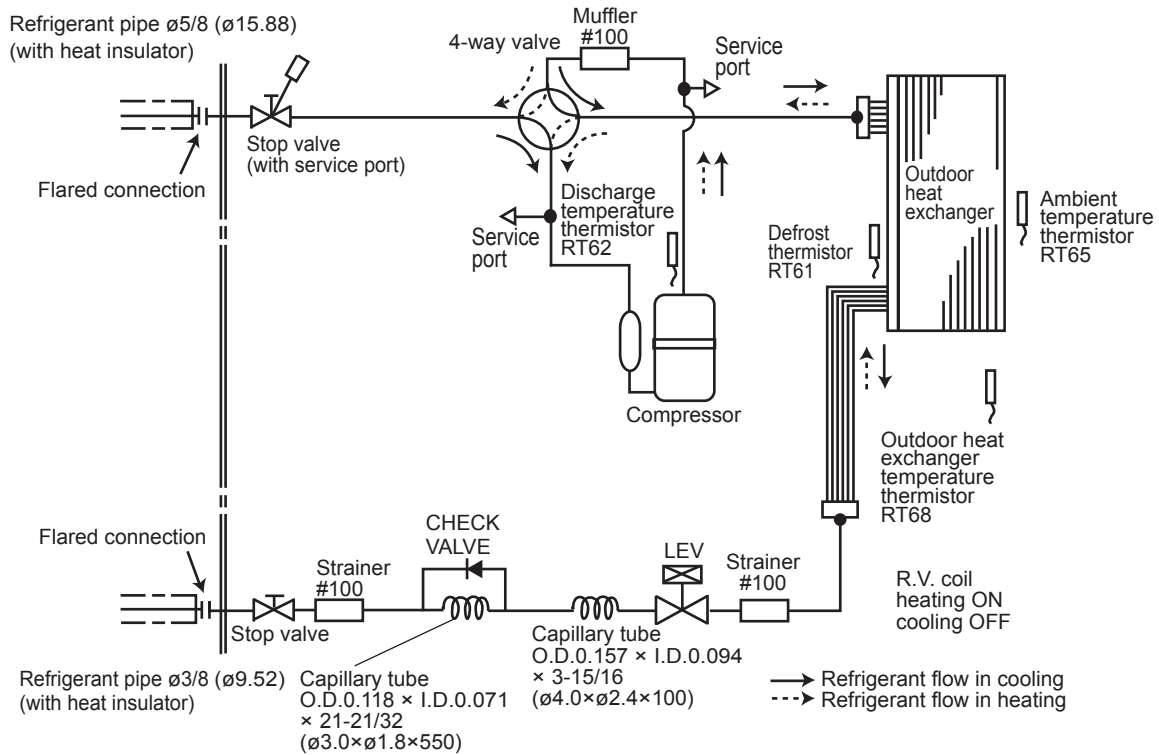 Refrigerant pipe ø5/8 (ø15.88)
(with heat insulator)
Muffler
#100
4-way valve
Service
port
Stop valve
(with service port)
Flared connection
Discharge
temperature
thermistor
RT62
Service
port
Compressor
Outdoor
heat
exchanger
Defrost
thermistor
RT61
Ambient
temperature
thermistor
RT65
Outdoor heat
exchanger
temperature
thermistor
RT68
Flared connection
Strainer
#100
CHECK
VALVE
LEV
Strainer
#100
R.V. coil
heating ON
cooling OFF
Stop valve
Refrigerant pipe ø3/8 (ø9.52)
(with heat insulator)
Capillary tube
O.D.0.118 × I.D.0.071
× 21-21/32
(ø3.0×ø1.8×550)
Capillary tube
O.D.0.157 × I.D.0.094
× 3-15/16
(ø4.0×ø2.4×100)
Refrigerant flow in cooling
Refrigerant flow in heating